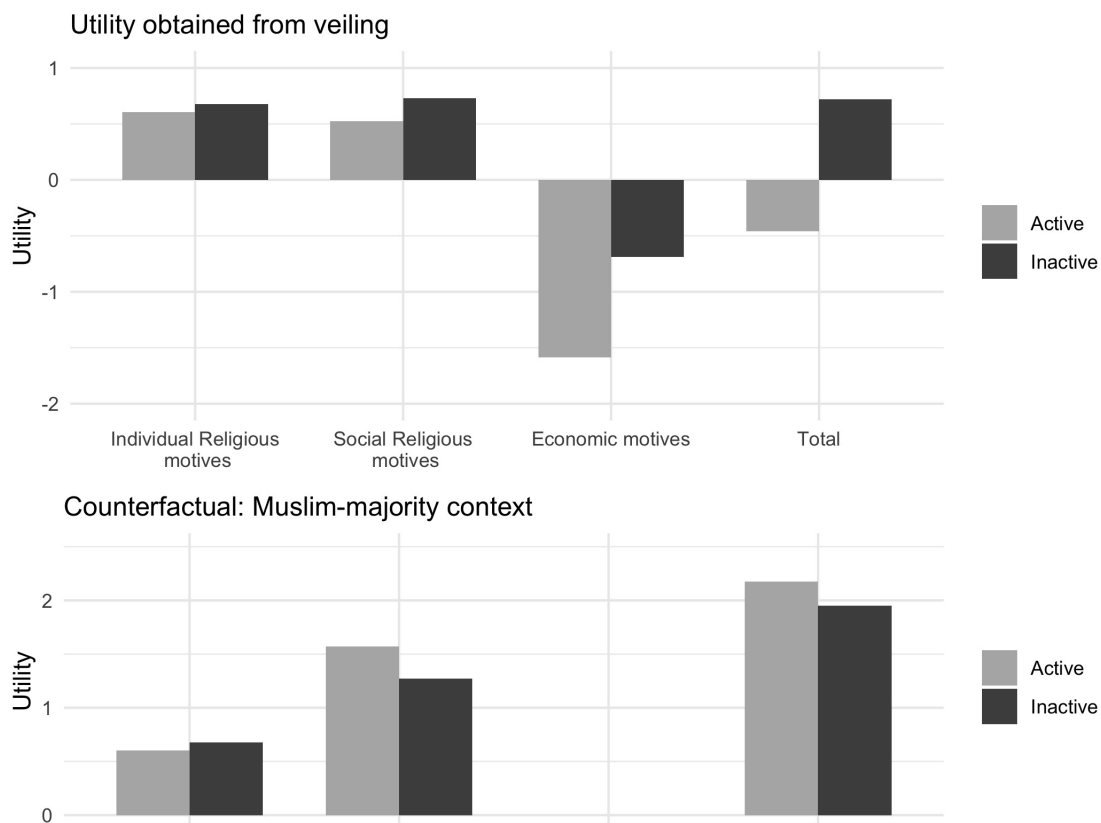 Utility obtained from veiling
1
0
-1
-2
Utility
Individual Religious
motives
Social Religious
motives
Economic motives
Total
Active
Inactive
Counterfactual: Muslim-majority context
2
1
0
Utility
Active
Inactive